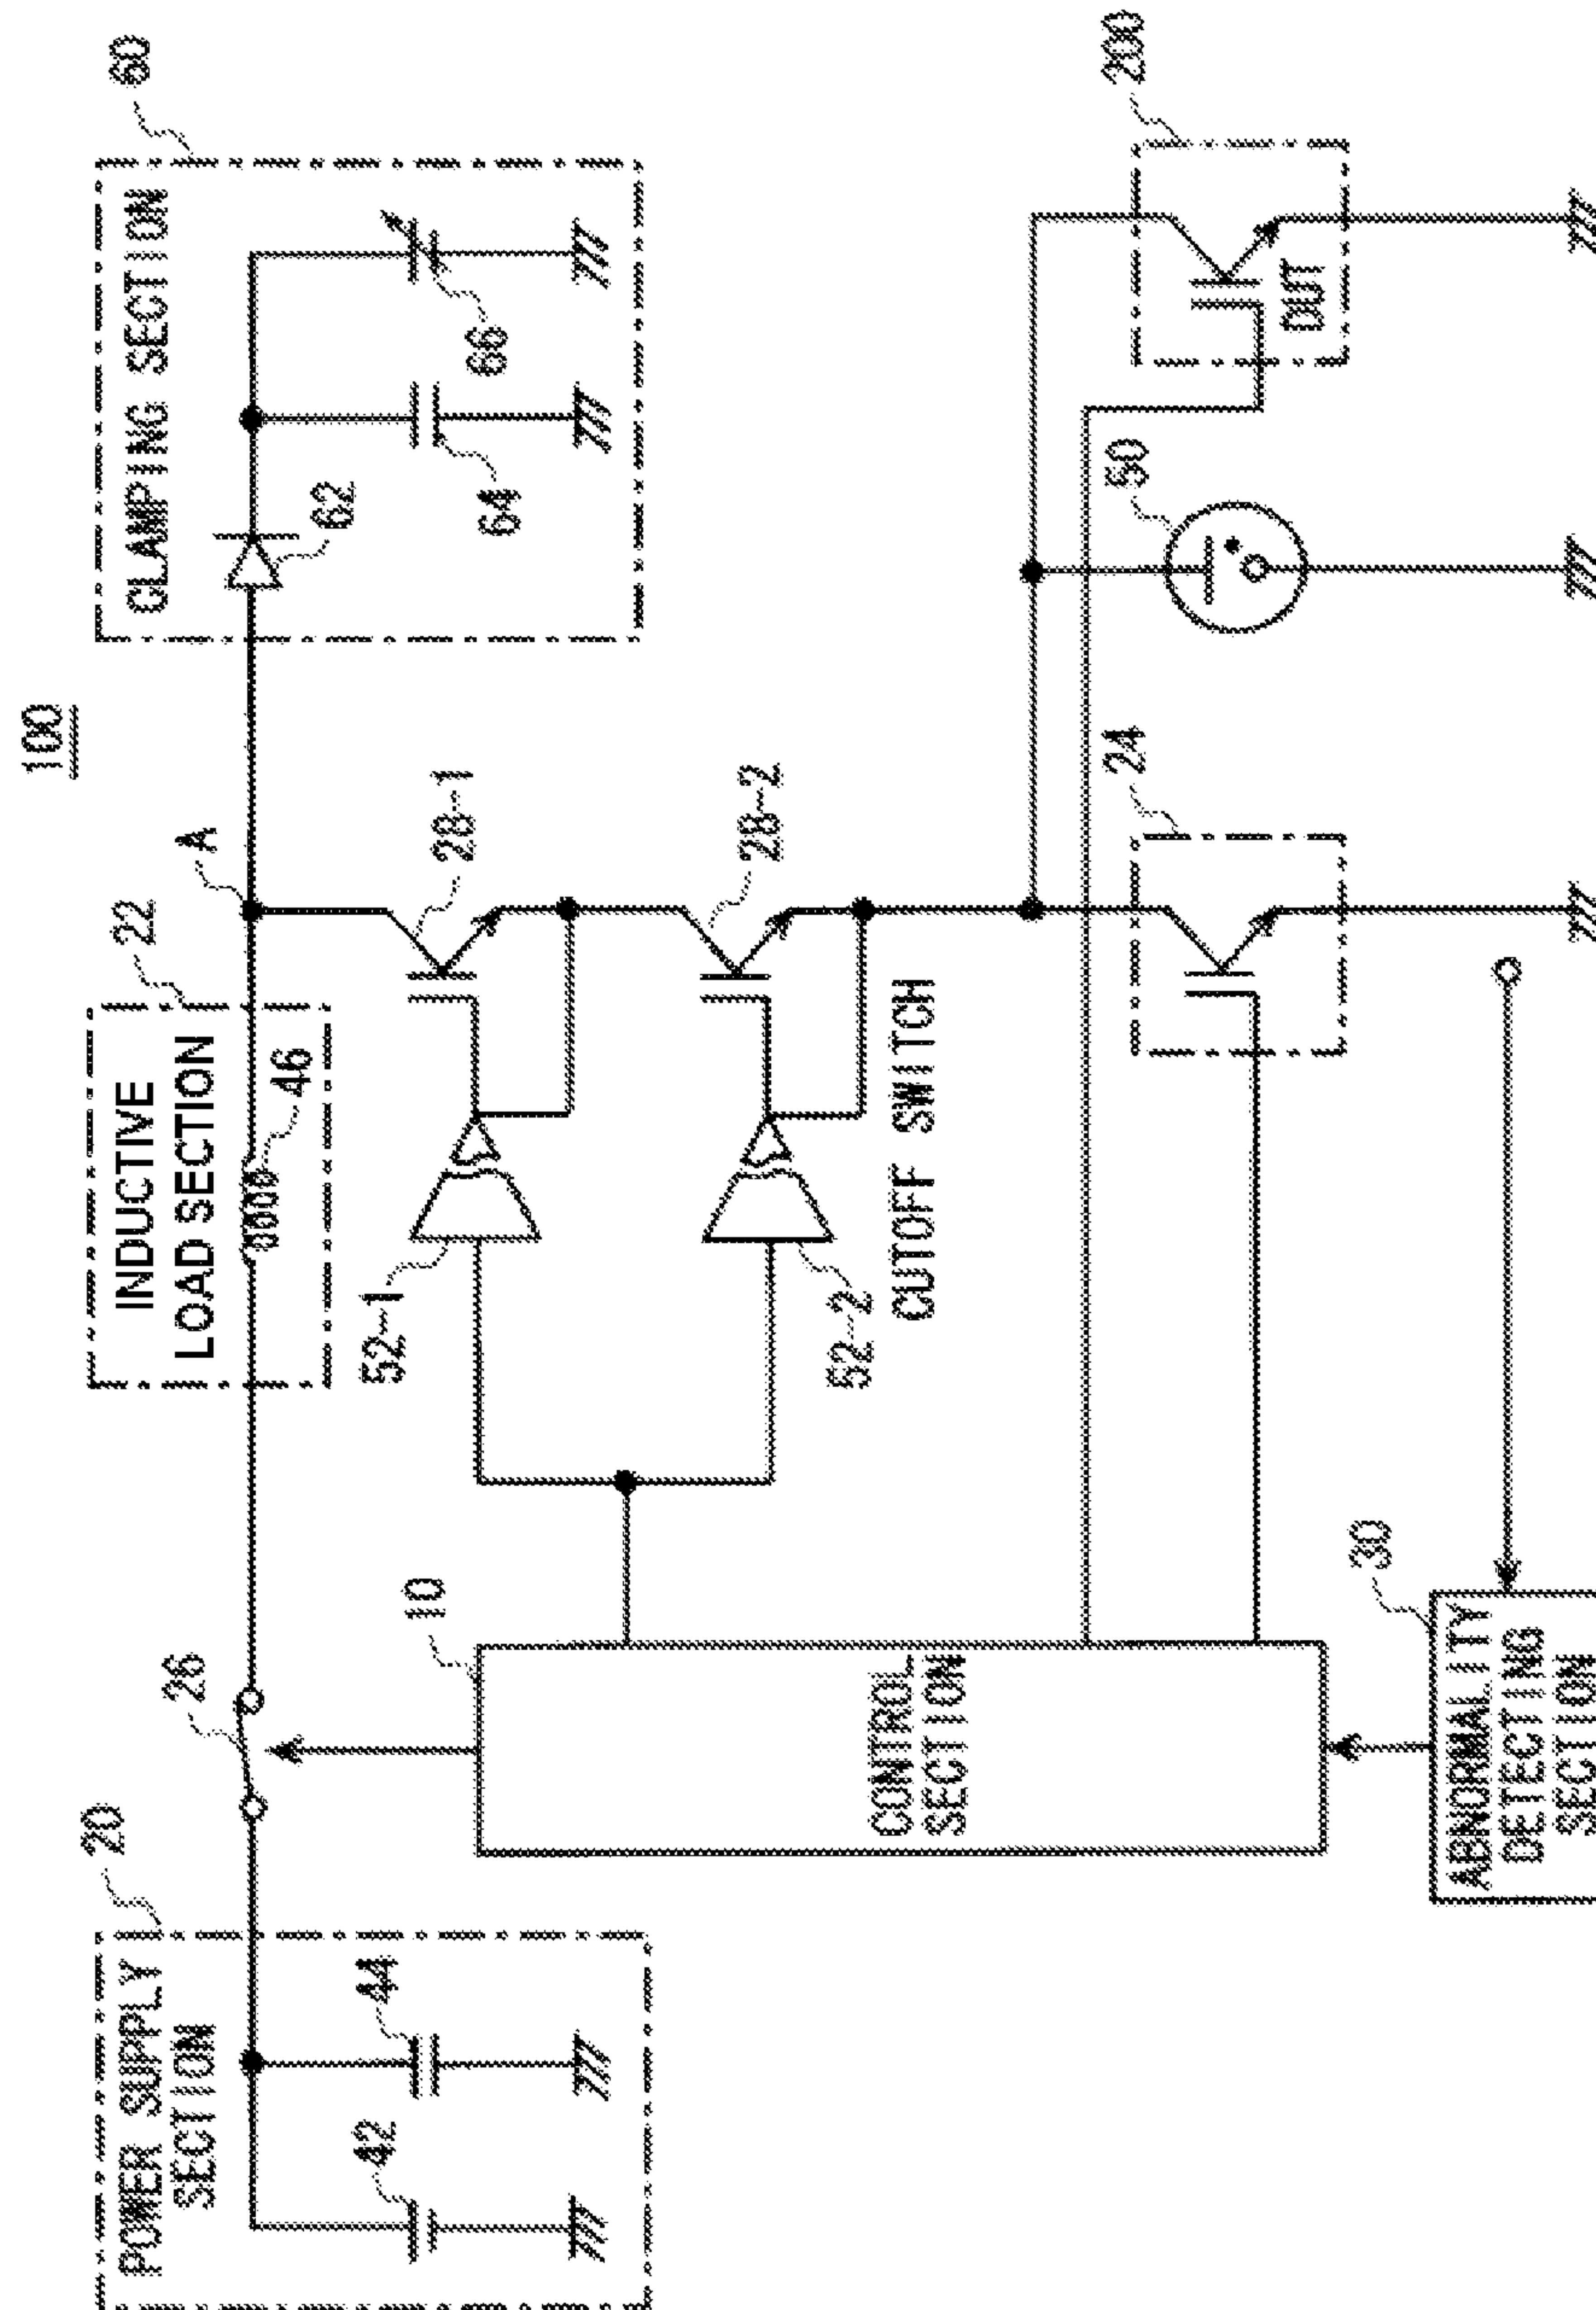 100
POWER SUPPLY
SECTION
20
42
44
26
INDUCTIVE
LOAD SECTION
22
46
A
CLAMPING SECTION
60
62
64
66
10
CONTROL
SECTION
52-1
28-1
52-2
28-2
CUTOFF SWITCH
24
50
200
DUT
30
ABNORMALITY
DETECTING
SECTION